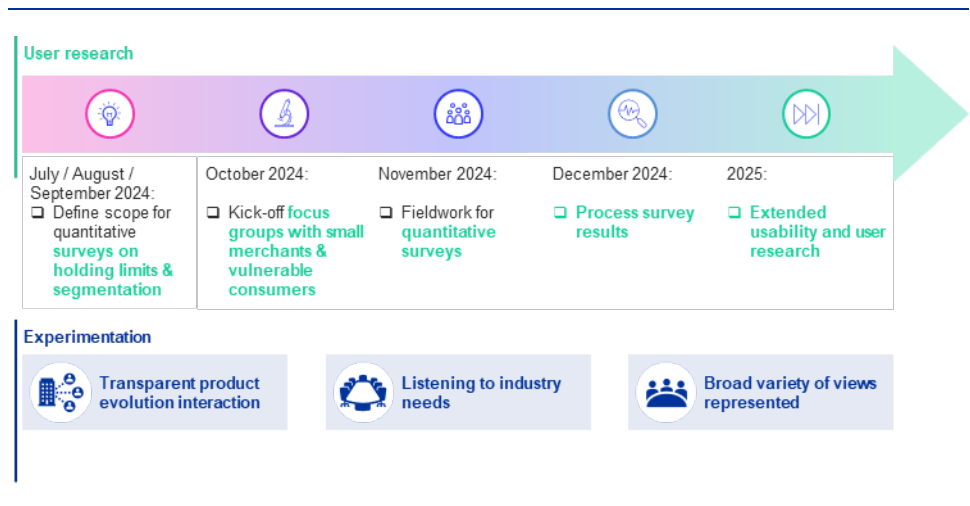 User research
July / August /
September 2024:
❑ Define scope for
quantitative
surveys on
holding limits &
segmentation
October 2024:
❑ Kick-off focus
groups with small
merchants &
vulnerable
consumers
November 2024:
❑ Fieldwork for
quantitative
surveys
December 2024:
❑ Process survey
results
2025:
❑ Extended
usability and user
research
Experimentation
Transparent product
evolution interaction
Listening to industry
needs
Broad variety of views
represented